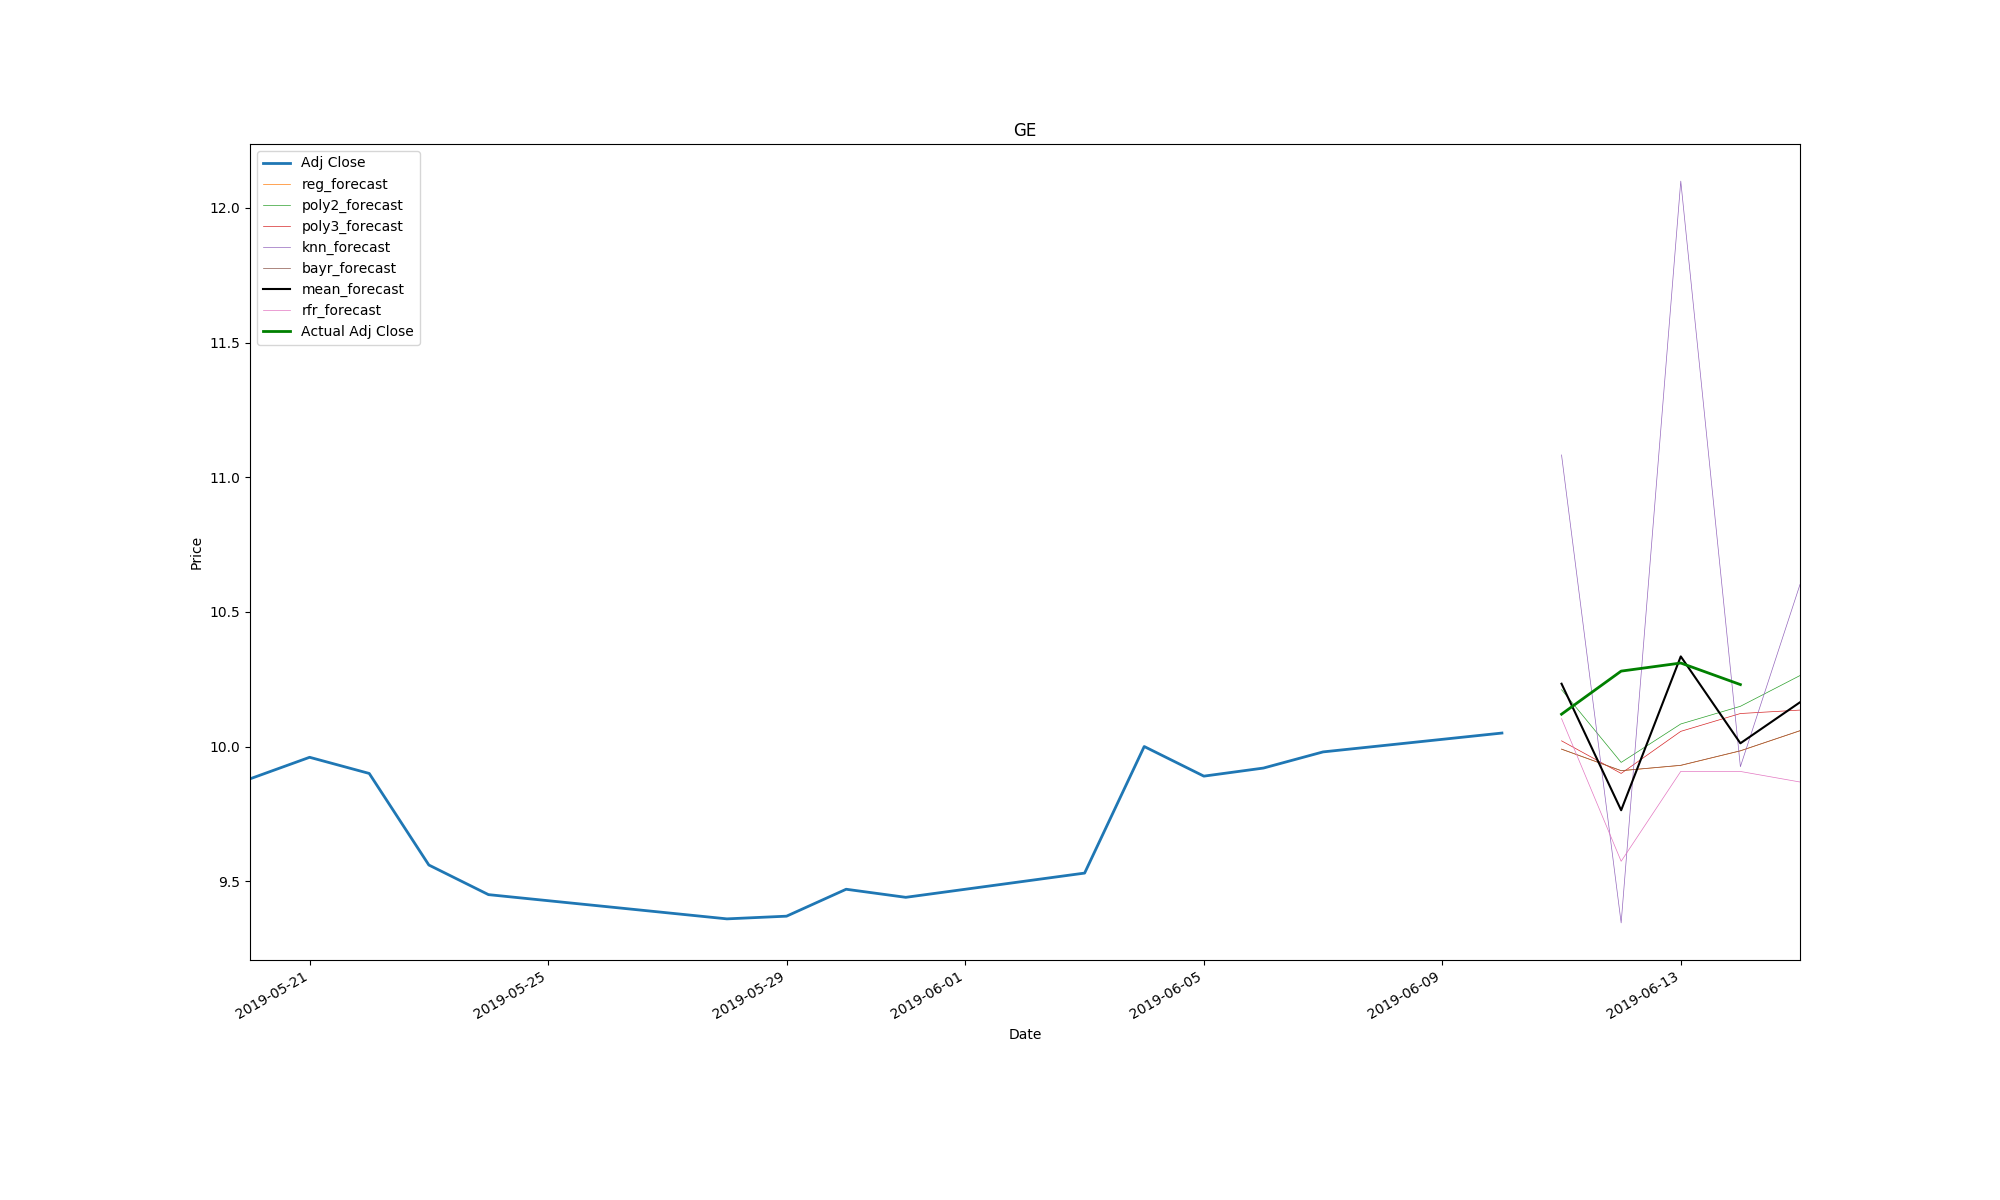 GE
Adj Close
reg_forecast
poly2_forecast
poly3_forecast
knn_forecast
bayr_forecast
mean_forecast
rfr_forecast
Actual Adj Close
12.0
11.5
11.0
10.5
10.0
9.5
Price
2019-05-21
2019-05-25
2019-05-29
2019-06-01
2019-06-05
2019-06-09
2019-06-13
Date